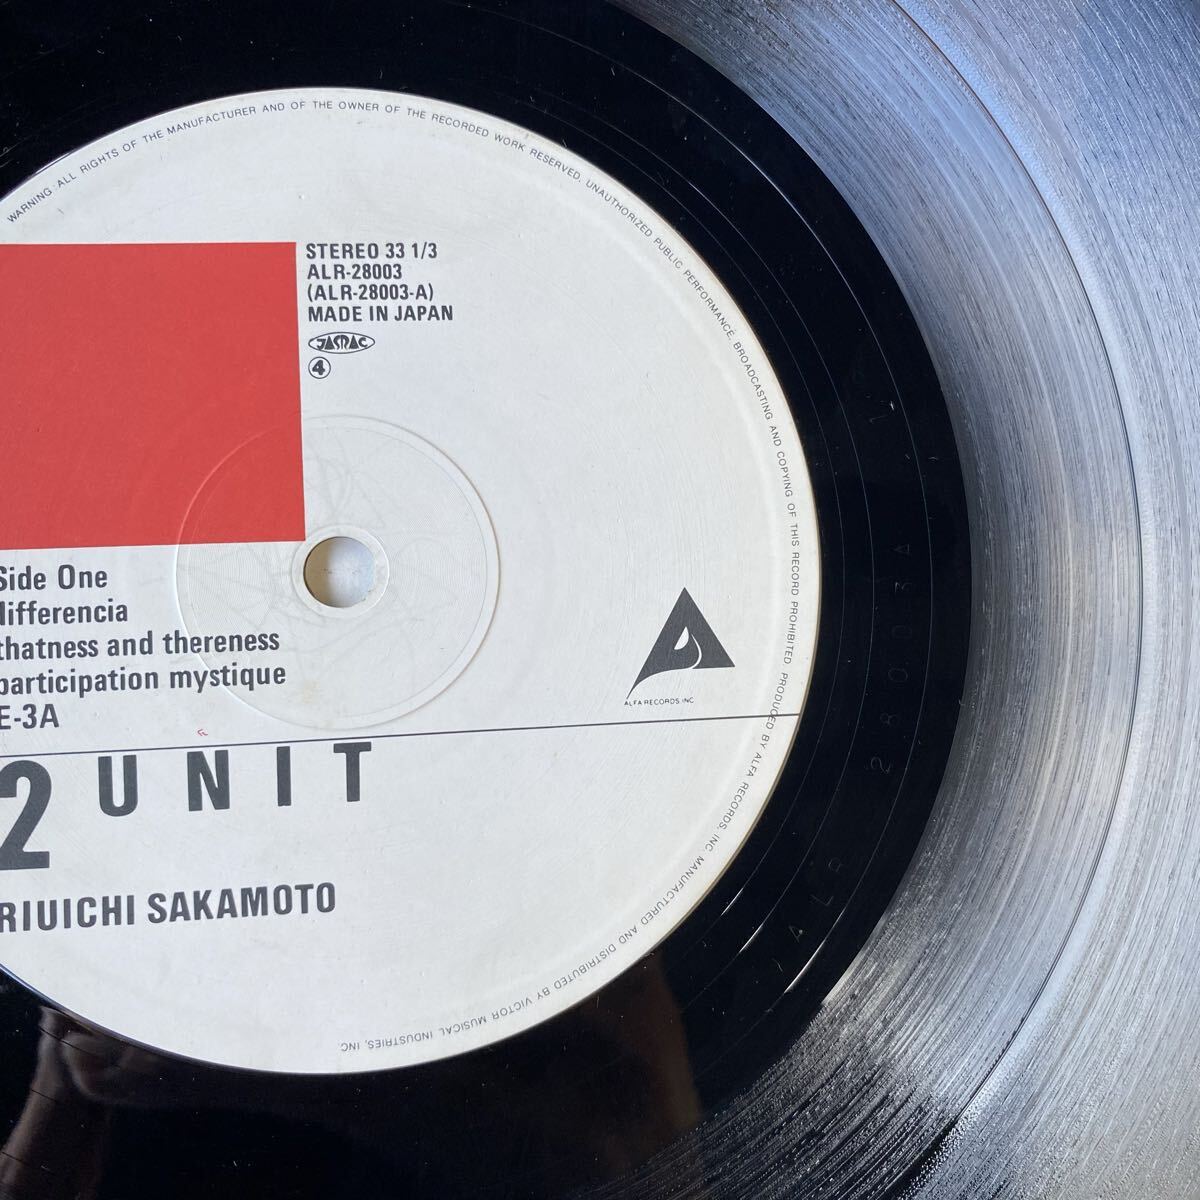 WARNING: ALL RIGHTS OF THE MANUFACTURER AND OF THE OWNER OF THE RECORDED WORK RESERVED. UNAUTHORIZED PUBLIC PERFORMANCE, BROADCASTING AND COPYING OF THIS RECORD PROHIBITED. PRODUCED BY ALFA RECORDS, INC. MANUFACTURED AND DISTRIBUTED BY VICTOR MUSICAL INDUSTRIES, INC.
STEREO 33 1/3
ALR-28003
(ALR-28003-A)
MADE IN JAPAN
JASRAC
4
Side One
differencia
thatness and thereness
participation mystique
E-3A
ALFA RECORDS, INC
2 UNIT
RIUICHI SAKAMOTO
ALR 28003A